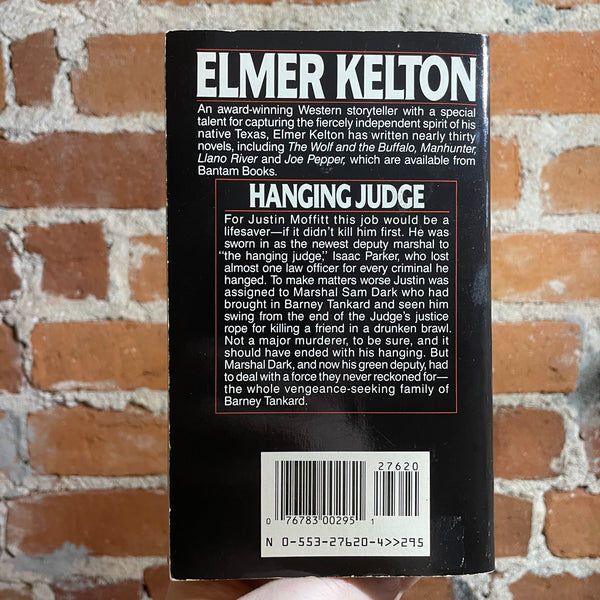 ELMER KELTON
An award-winning Western storyteller with a special
talent for capturing the fiercely independent spirit of his
native Texas, Elmer Kelton has written nearly thirty
novels, including The Wolf and the Buffalo, Manhunter,
Llano River and Joe Pepper, which are available from
Bantam Books.
HANGING JUDGE
For Justin Moffitt this job would be a
lifesaver—if it didn't kill him first. He was
sworn in as the newest deputy marshal to
"the hanging judge," Isaac Parker, who lost
almost one law officer for every criminal he
hanged. To make matters worse Justin was
assigned to Marshal Sam Dark who had
brought in Barney Tankard and seen him
swing from the end of the Judge's justice
rope for killing a friend in a drunken brawl.
Not a major murderer, to be sure, and it
should have ended with his hanging. But
Marshal Dark, and now his green deputy, had
to deal with a force they never reckoned for—
the whole vengeance-seeking family of
Barney Tankard.
27620
0 76783 00295 1
N 0-553-27620-4>>295